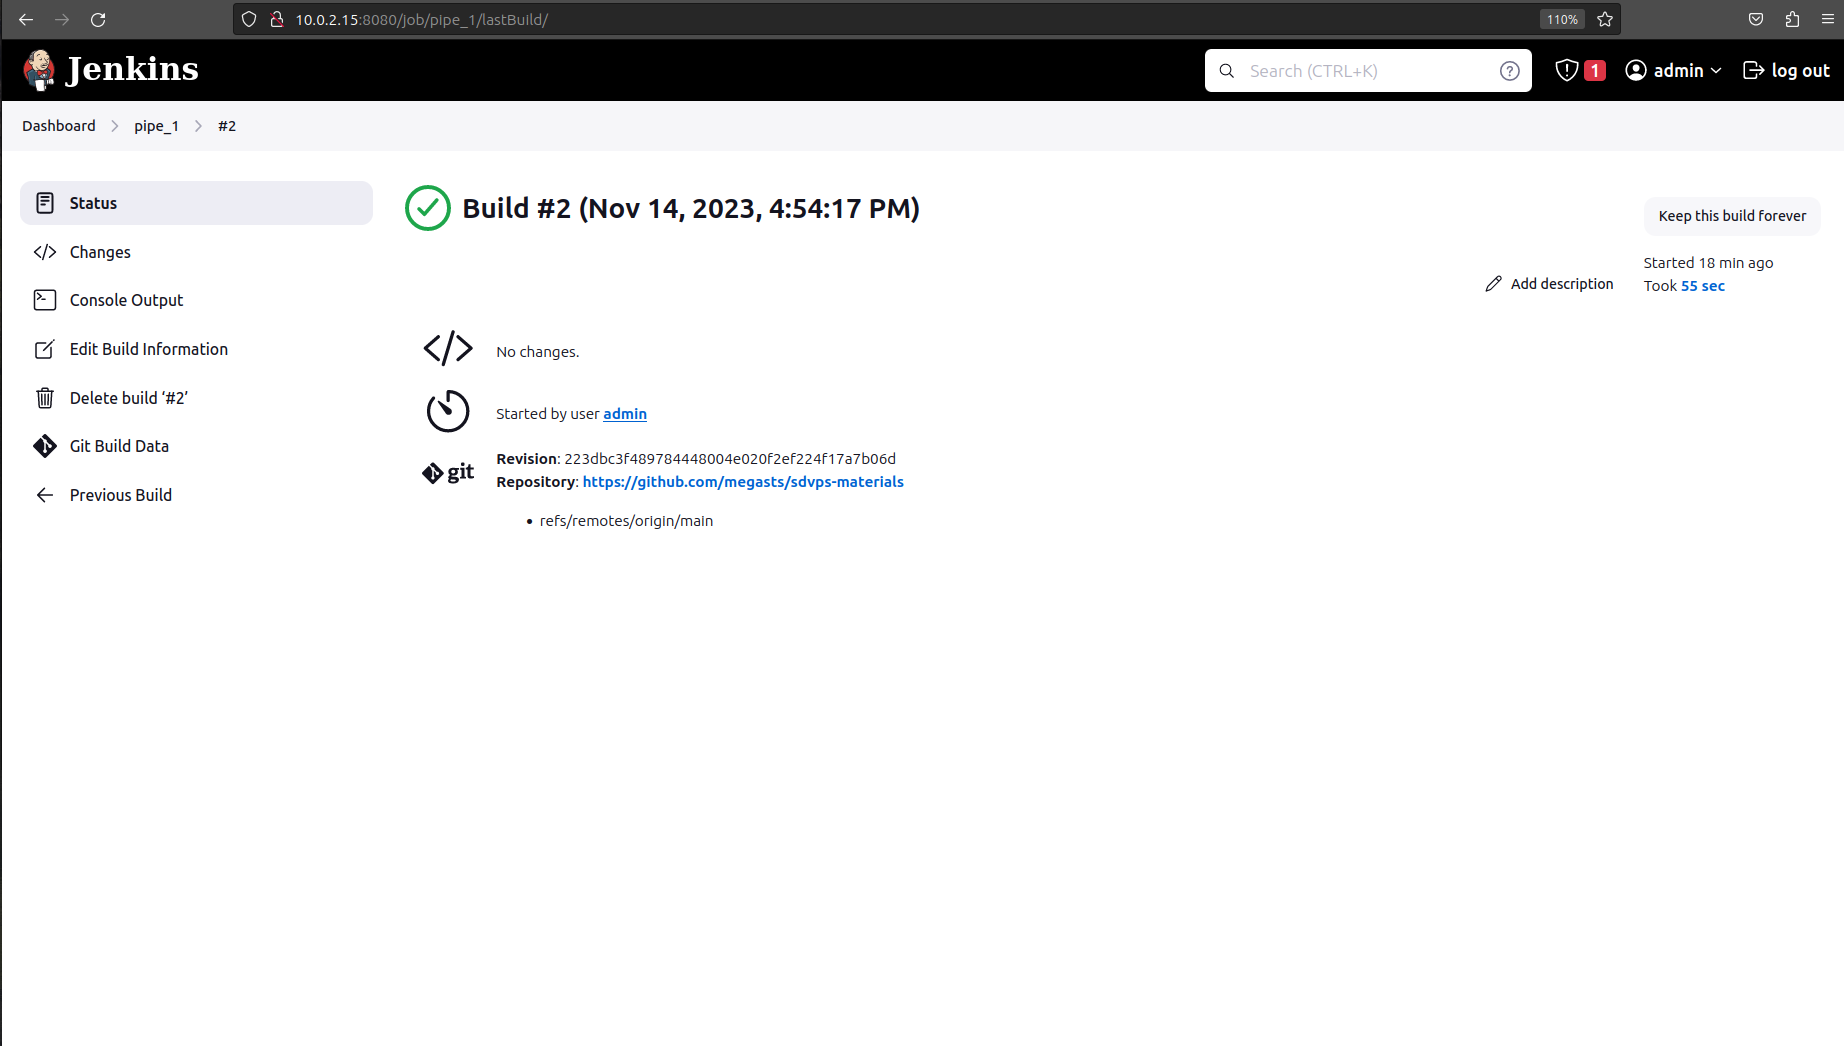 10.0.2.15:8080/job/pipe_1/lastBuild/
110%
Jenkins
Search (CTRL+K)
1
admin
log out
Dashboard
pipe_1
#2
Status
Changes
Console Output
Edit Build Information
Delete build ‘#2’
Git Build Data
Previous Build
Build #2 (Nov 14, 2023, 4:54:17 PM)
Keep this build forever
Started 18 min ago
Took 55 sec
Add description
No changes.
Started by user admin
git
Revision: 223dbc3f489784448004e020f2ef224f17a7b06d
Repository: https://github.com/megasts/sdvps-materials
• refs/remotes/origin/main